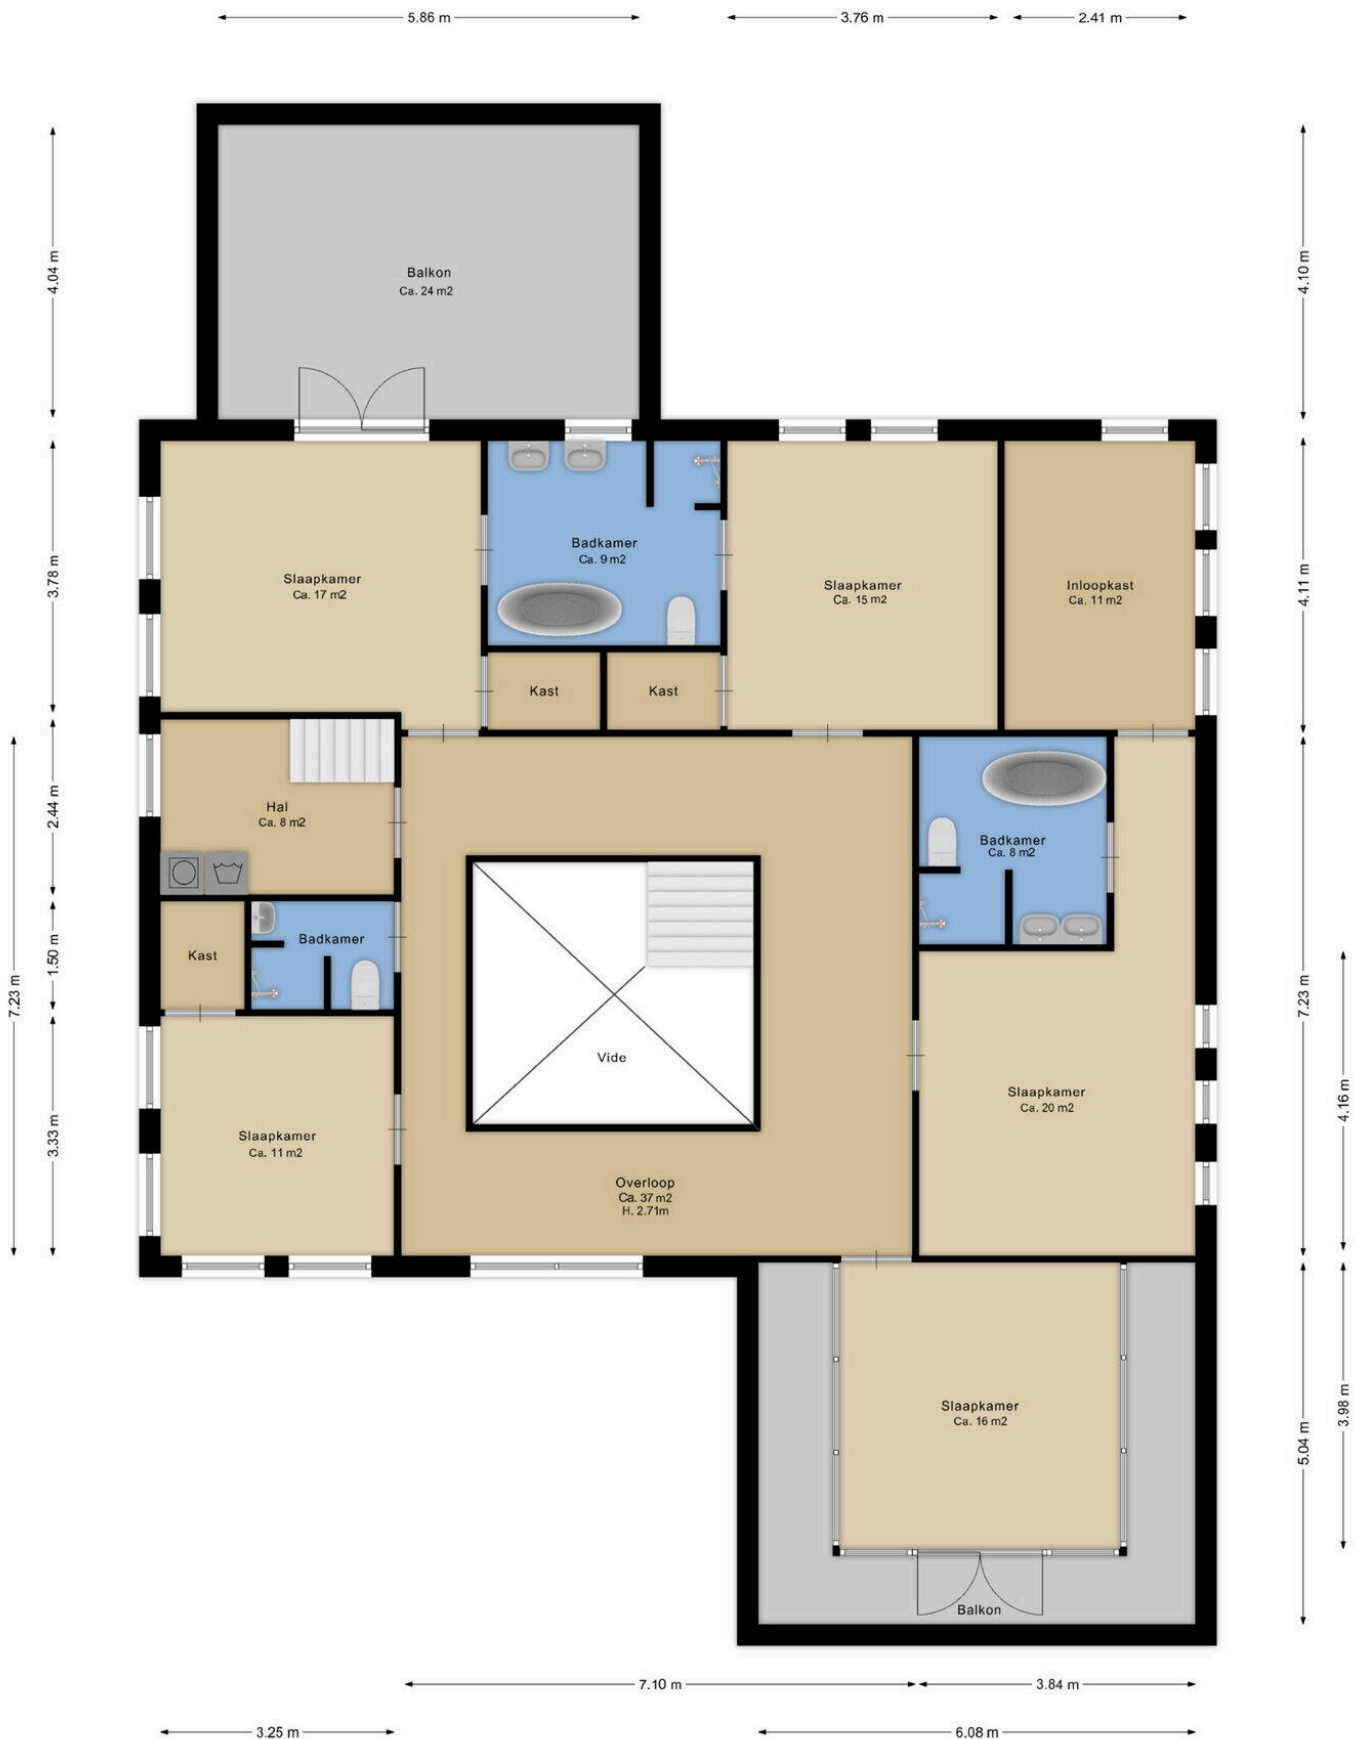 5.86 m
3.76 m
2.41 m
4.04 m
4.10 m
Balkon
Ca. 24 m2
3.78 m
4.11 m
Slaapkamer
Ca. 17 m2
Badkamer
Ca. 9 m2
Slaapkamer
Ca. 15 m2
Inloopkast
Ca. 11 m2
Kast
Kast
2.44 m
Hal
Ca. 8 m2
Badkamer
Ca. 8 m2
7.23 m
1.50 m
Kast
Badkamer
7.23 m
Vide
Slaapkamer
Ca. 20 m2
4.16 m
3.33 m
Slaapkamer
Ca. 11 m2
Overloop
Ca. 37 m2
H. 2.71m
Slaapkamer
Ca. 16 m2
3.98 m
5.04 m
Balkon
7.10 m
3.84 m
3.25 m
6.08 m